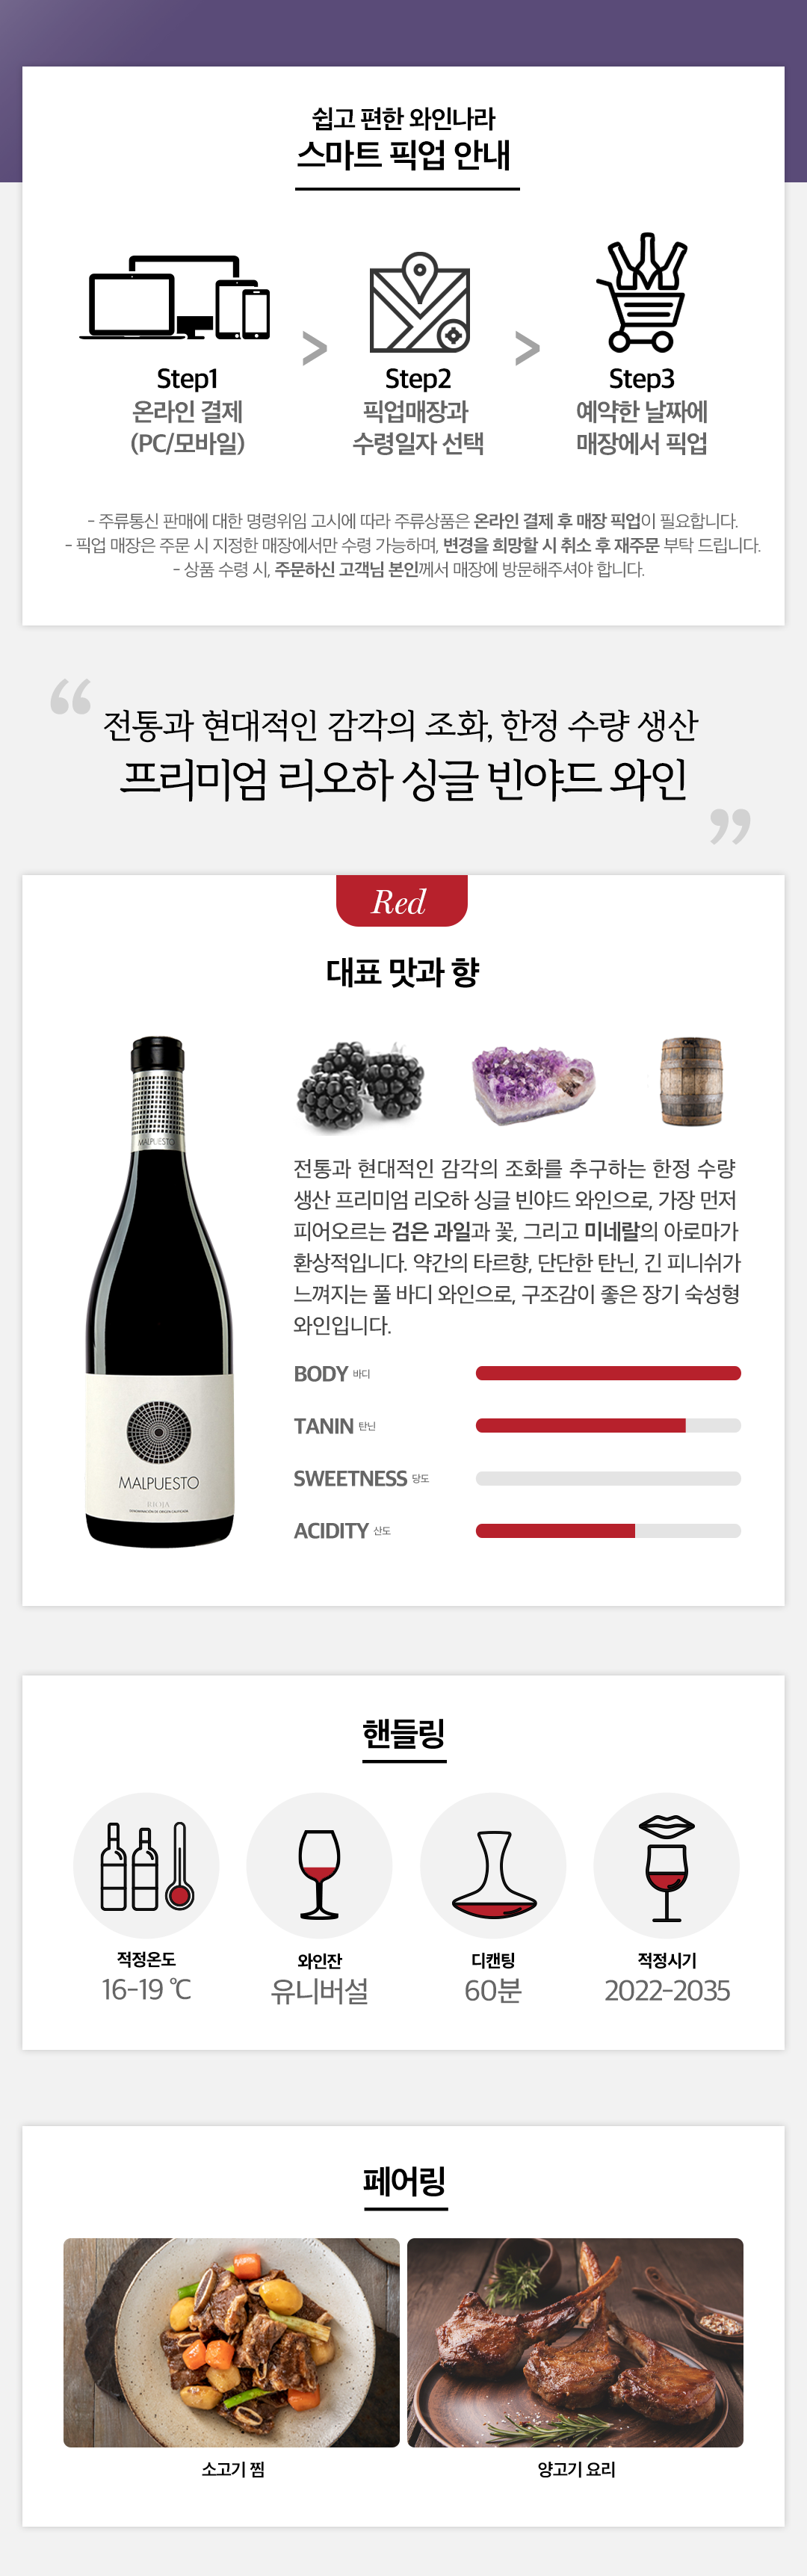 쉽고 편한 와인나라
스마트 픽업 안내
>
>
Step1
온라인 결제
(PC/모바일)
Step2
픽업매장과
수령일자 선택
Step3
예약한 날짜에
매장에서 픽업
- 주류통신 판매에 대한 명령위임 고시에 따라 주류상품은 온라인 결제 후 매장 픽업이 필요합니다.
- 픽업 매장은 주문 시 지정한 매장에서만 수령 가능하며, 변경을 희망할 시 취소 후 재주문 부탁 드립니다.
- 상품 수령 시, 주문하신 고객님 본인께서 매장에 방문해주셔야 합니다.
“ 전통과 현대적인 감각의 조화, 한정 수량 생산
프리미엄 리오하 싱글 빈야드 와인 ”
Red
대표 맛과 향
MALPUESTO
전통과 현대적인 감각의 조화를 추구하는 한정 수량
생산 프리미엄 리오하 싱글 빈야드 와인으로, 가장 먼저
피어오르는 검은 과일과 꽃, 그리고 미네랄의 아로마가
환상적입니다. 약간의 타르향, 단단한 탄닌, 긴 피니쉬가
느껴지는 풀 바디 와인으로, 구조감이 좋은 장기 숙성형
와인입니다.
BODY 바디
TANIN 탄닌
SWEETNESS 당도
ACIDITY 산도
MALPUESTO
RIOJA
DENOMINACIÓN DE ORIGEN CALIFICADA
핸들링
적정온도
16-19 ℃
와인잔
유니버설
디캔팅
60분
적정시기
2022-2035
페어링
소고기 찜
양고기 요리